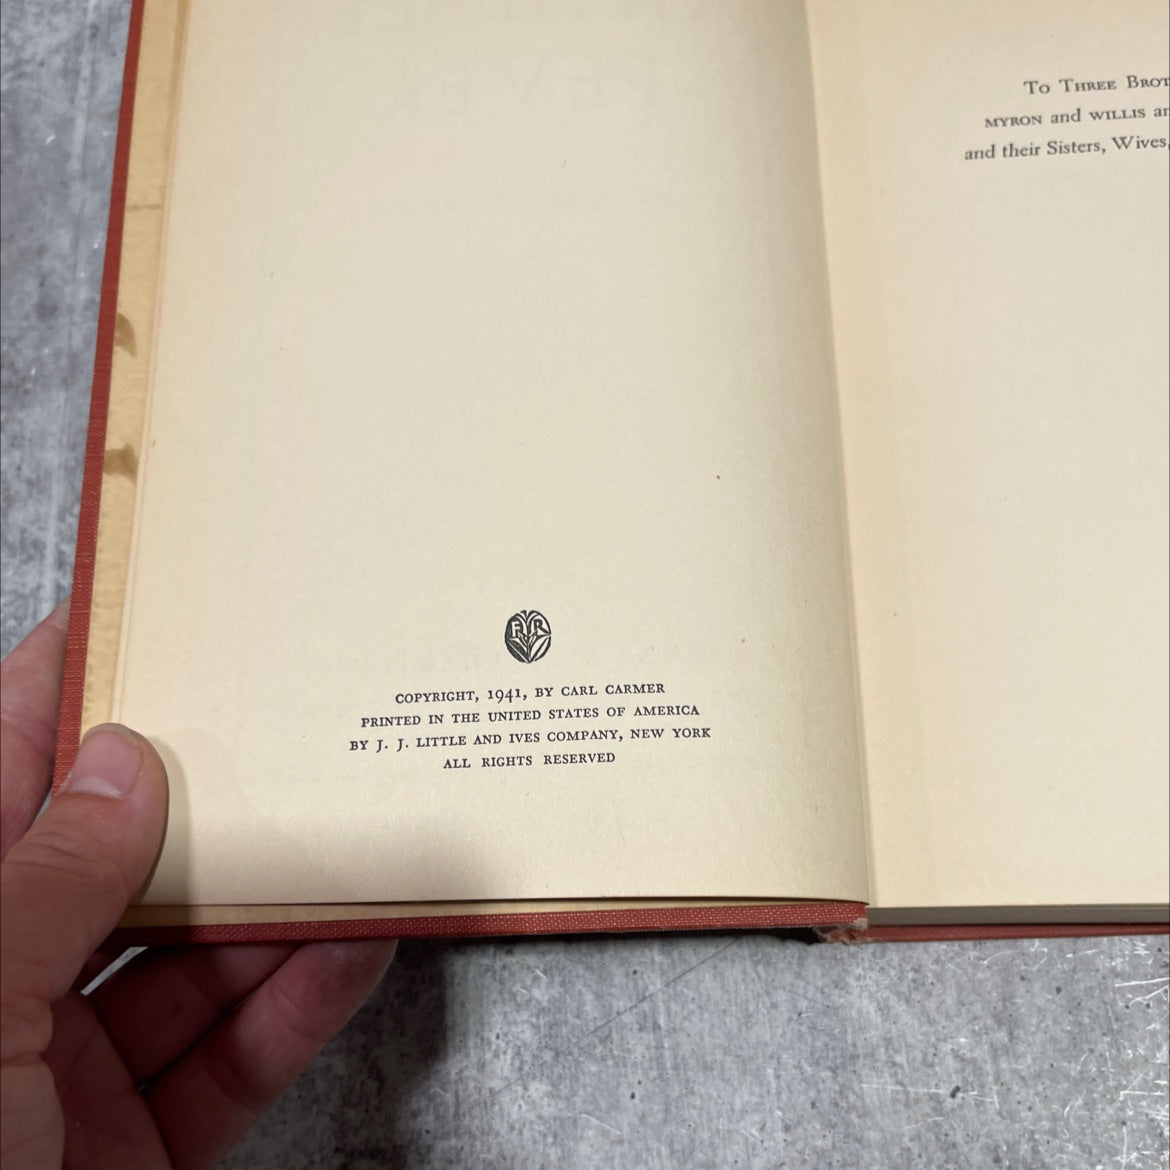 FR
COPYRIGHT, 1941, BY CARL CARMER
PRINTED IN THE UNITED STATES OF AMERICA
BY J. J. LITTLE AND IVES COMPANY, NEW YORK
ALL RIGHTS RESERVED
To Three Brot
MYRON and WILLIS an
and their Sisters, Wives,